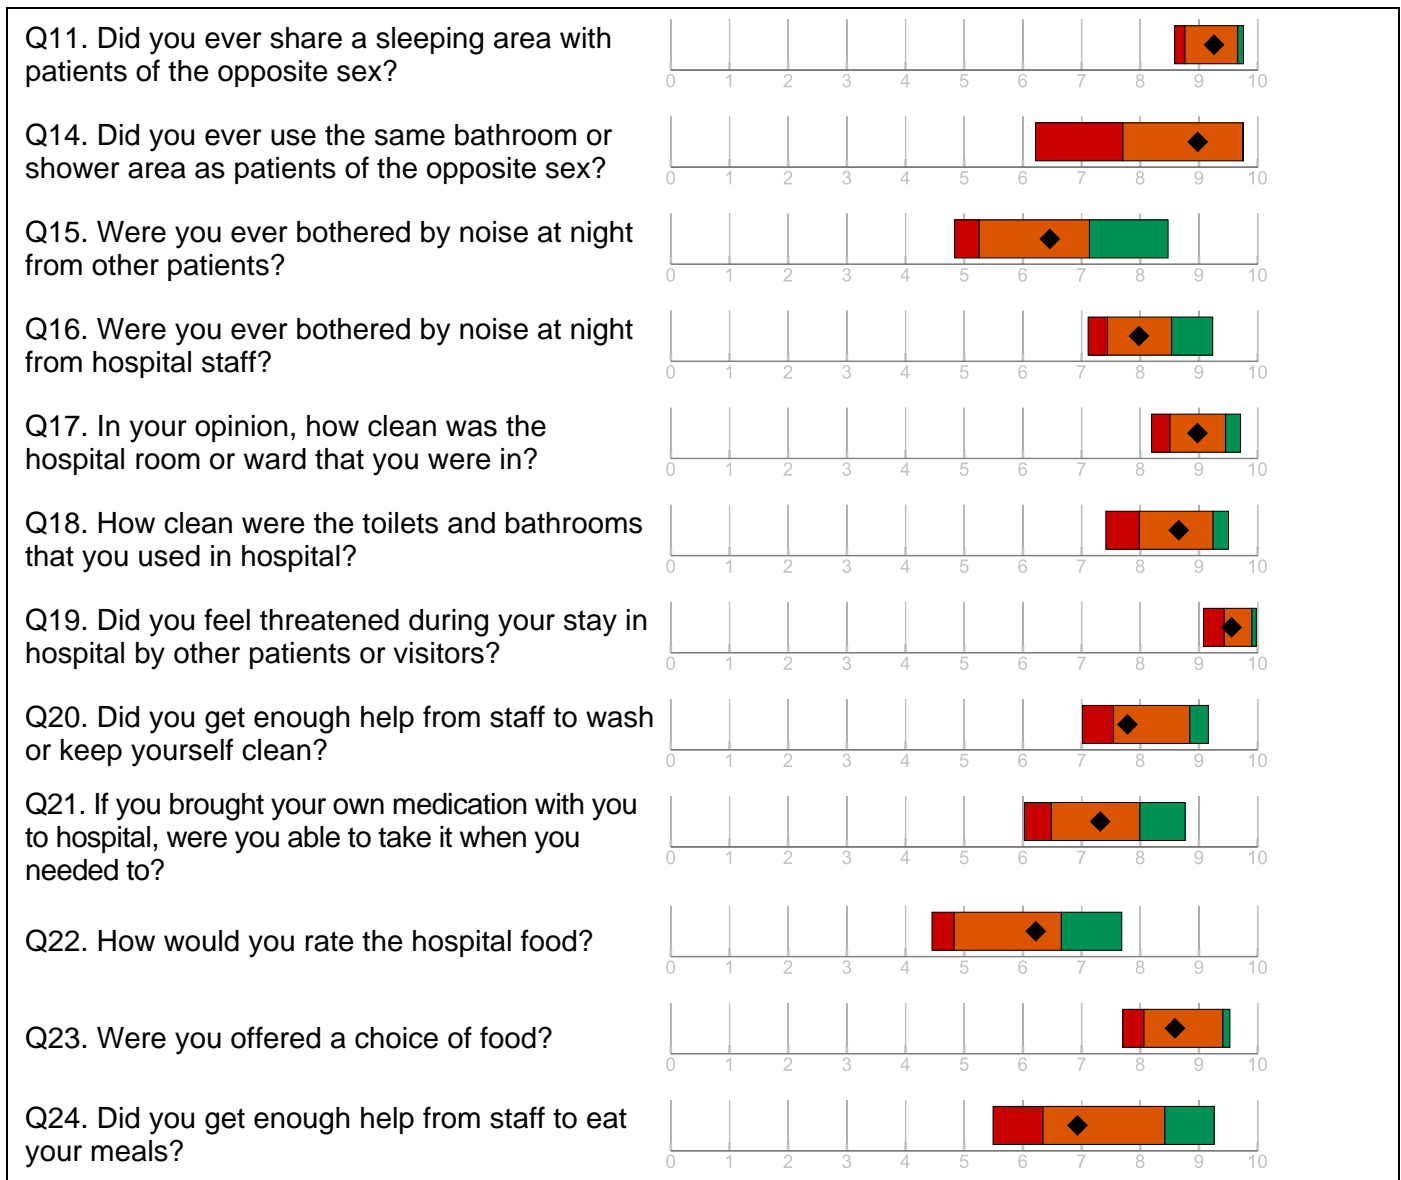 Q11. Did you ever share a sleeping area with
patients of the opposite sex?
0 1 2 3 4 5 6 7 8 9 10
Q14. Did you ever use the same bathroom or
shower area as patients of the opposite sex?
0 1 2 3 4 5 6 7 8 9 10
Q15. Were you ever bothered by noise at night
from other patients?
0 1 2 3 4 5 6 7 8 9 10
Q16. Were you ever bothered by noise at night
from hospital staff?
0 1 2 3 4 5 6 7 8 9 10
Q17. In your opinion, how clean was the
hospital room or ward that you were in?
0 1 2 3 4 5 6 7 8 9 10
Q18. How clean were the toilets and bathrooms
that you used in hospital?
0 1 2 3 4 5 6 7 8 9 10
Q19. Did you feel threatened during your stay in
hospital by other patients or visitors?
0 1 2 3 4 5 6 7 8 9 10
Q20. Did you get enough help from staff to wash
or keep yourself clean?
0 1 2 3 4 5 6 7 8 9 10
Q21. If you brought your own medication with you
to hospital, were you able to take it when you
needed to?
0 1 2 3 4 5 6 7 8 9 10
Q22. How would you rate the hospital food?
0 1 2 3 4 5 6 7 8 9 10
Q23. Were you offered a choice of food?
0 1 2 3 4 5 6 7 8 9 10
Q24. Did you get enough help from staff to eat
your meals?
0 1 2 3 4 5 6 7 8 9 10